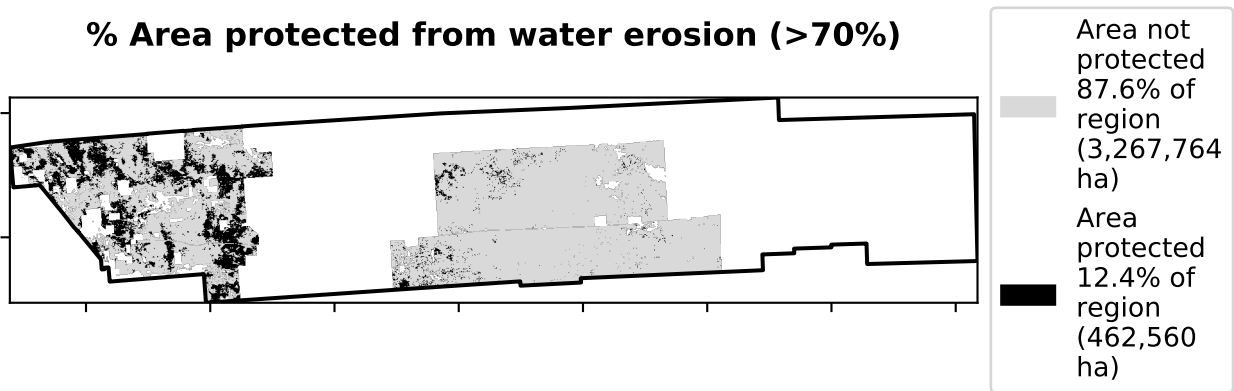 % Area protected from water erosion (>70%)
Area not
protected
87.6% of
region
(3,267,764
ha)
Area
protected
12.4% of
region
(462,560
ha)